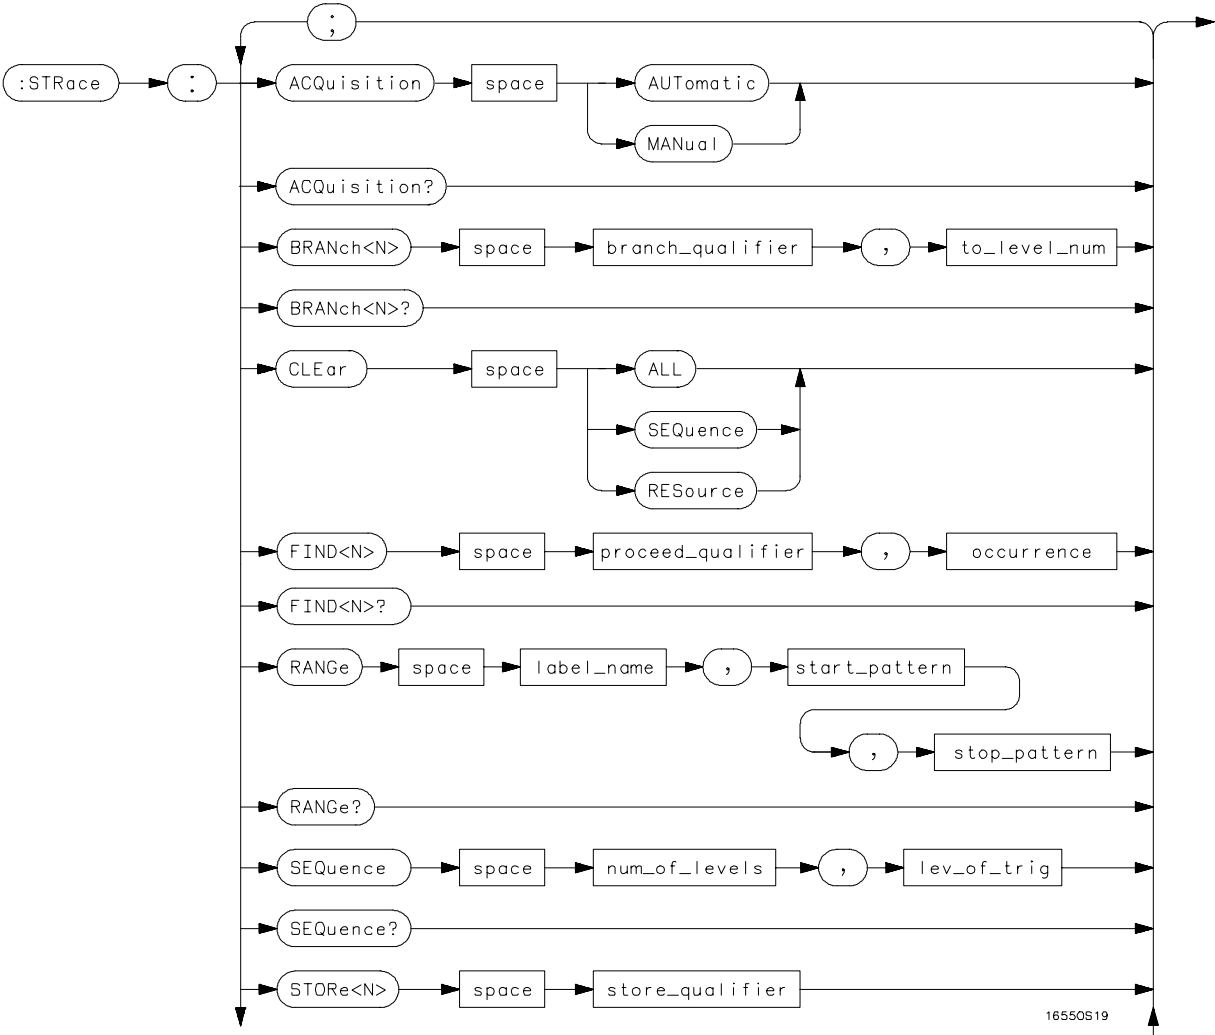 ;
:STRace : ACQuisition space AUTomatic
MANual
ACQuisition?
BRANch<N> space branch_qualifier , to_level_num
BRANch<N>?
CLEar space ALL
SEQuence
RESource
FIND<N> space proceed_qualifier , occurrence
FIND<N>?
RANGe space label_name , start_pattern
, stop_pattern
RANGe?
SEQuence space num_of_levels , lev_of_trig
SEQuence?
STORe<N> space store_qualifier
16550S19